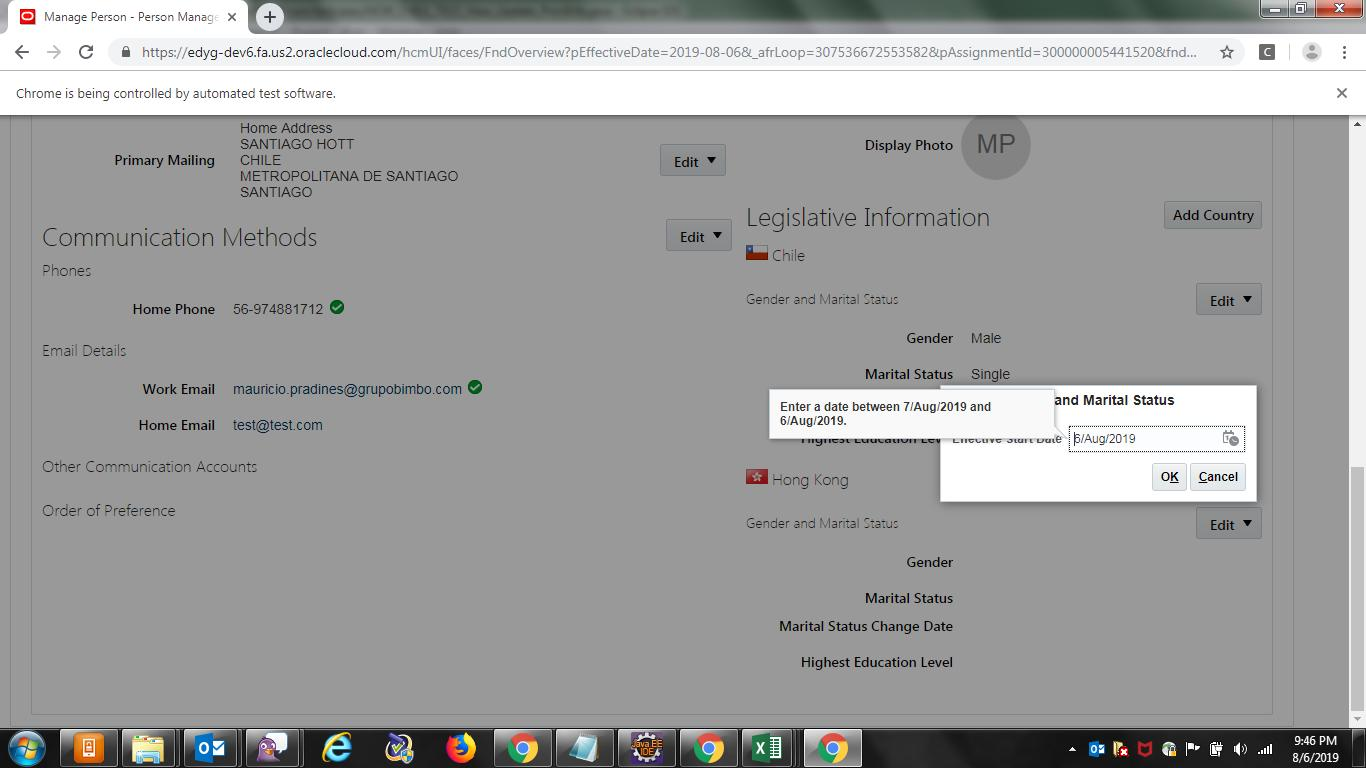 Manage Person - Person Manage
https://edyg-dev6.fa.us2.oraclecloud.com/hcmUI/faces/FndOverview?pEffectiveDate=2019-08-06&_afrLoop=307536672553582&pAssignmentId=300000005441520&fnd...
C
Chrome is being controlled by automated test software.
Primary Mailing
Home Address
SANTIAGO HOTT
CHILE
METROPOLITANA DE SANTIAGO
SANTIAGO
Edit
Display Photo
MP
Communication Methods
Edit
Phones
Home Phone 56-974881712
Email Details
Work Email mauricio.pradines@grupobimbo.com
Home Email test@test.com
Other Communication Accounts
Order of Preference
Legislative Information
Add Country
Chile
Gender and Marital Status
Edit
Gender Male
Marital Status Single
and Marital Status
Enter a date between 7/Aug/2019 and
6/Aug/2019.
Highest Education Leve
Effective Start Date 6/Aug/2019
OK Cancel
Hong Kong
Gender and Marital Status
Edit
Gender
Marital Status
Marital Status Change Date
Highest Education Level
Java EE
IDE
9:46 PM
8/6/2019